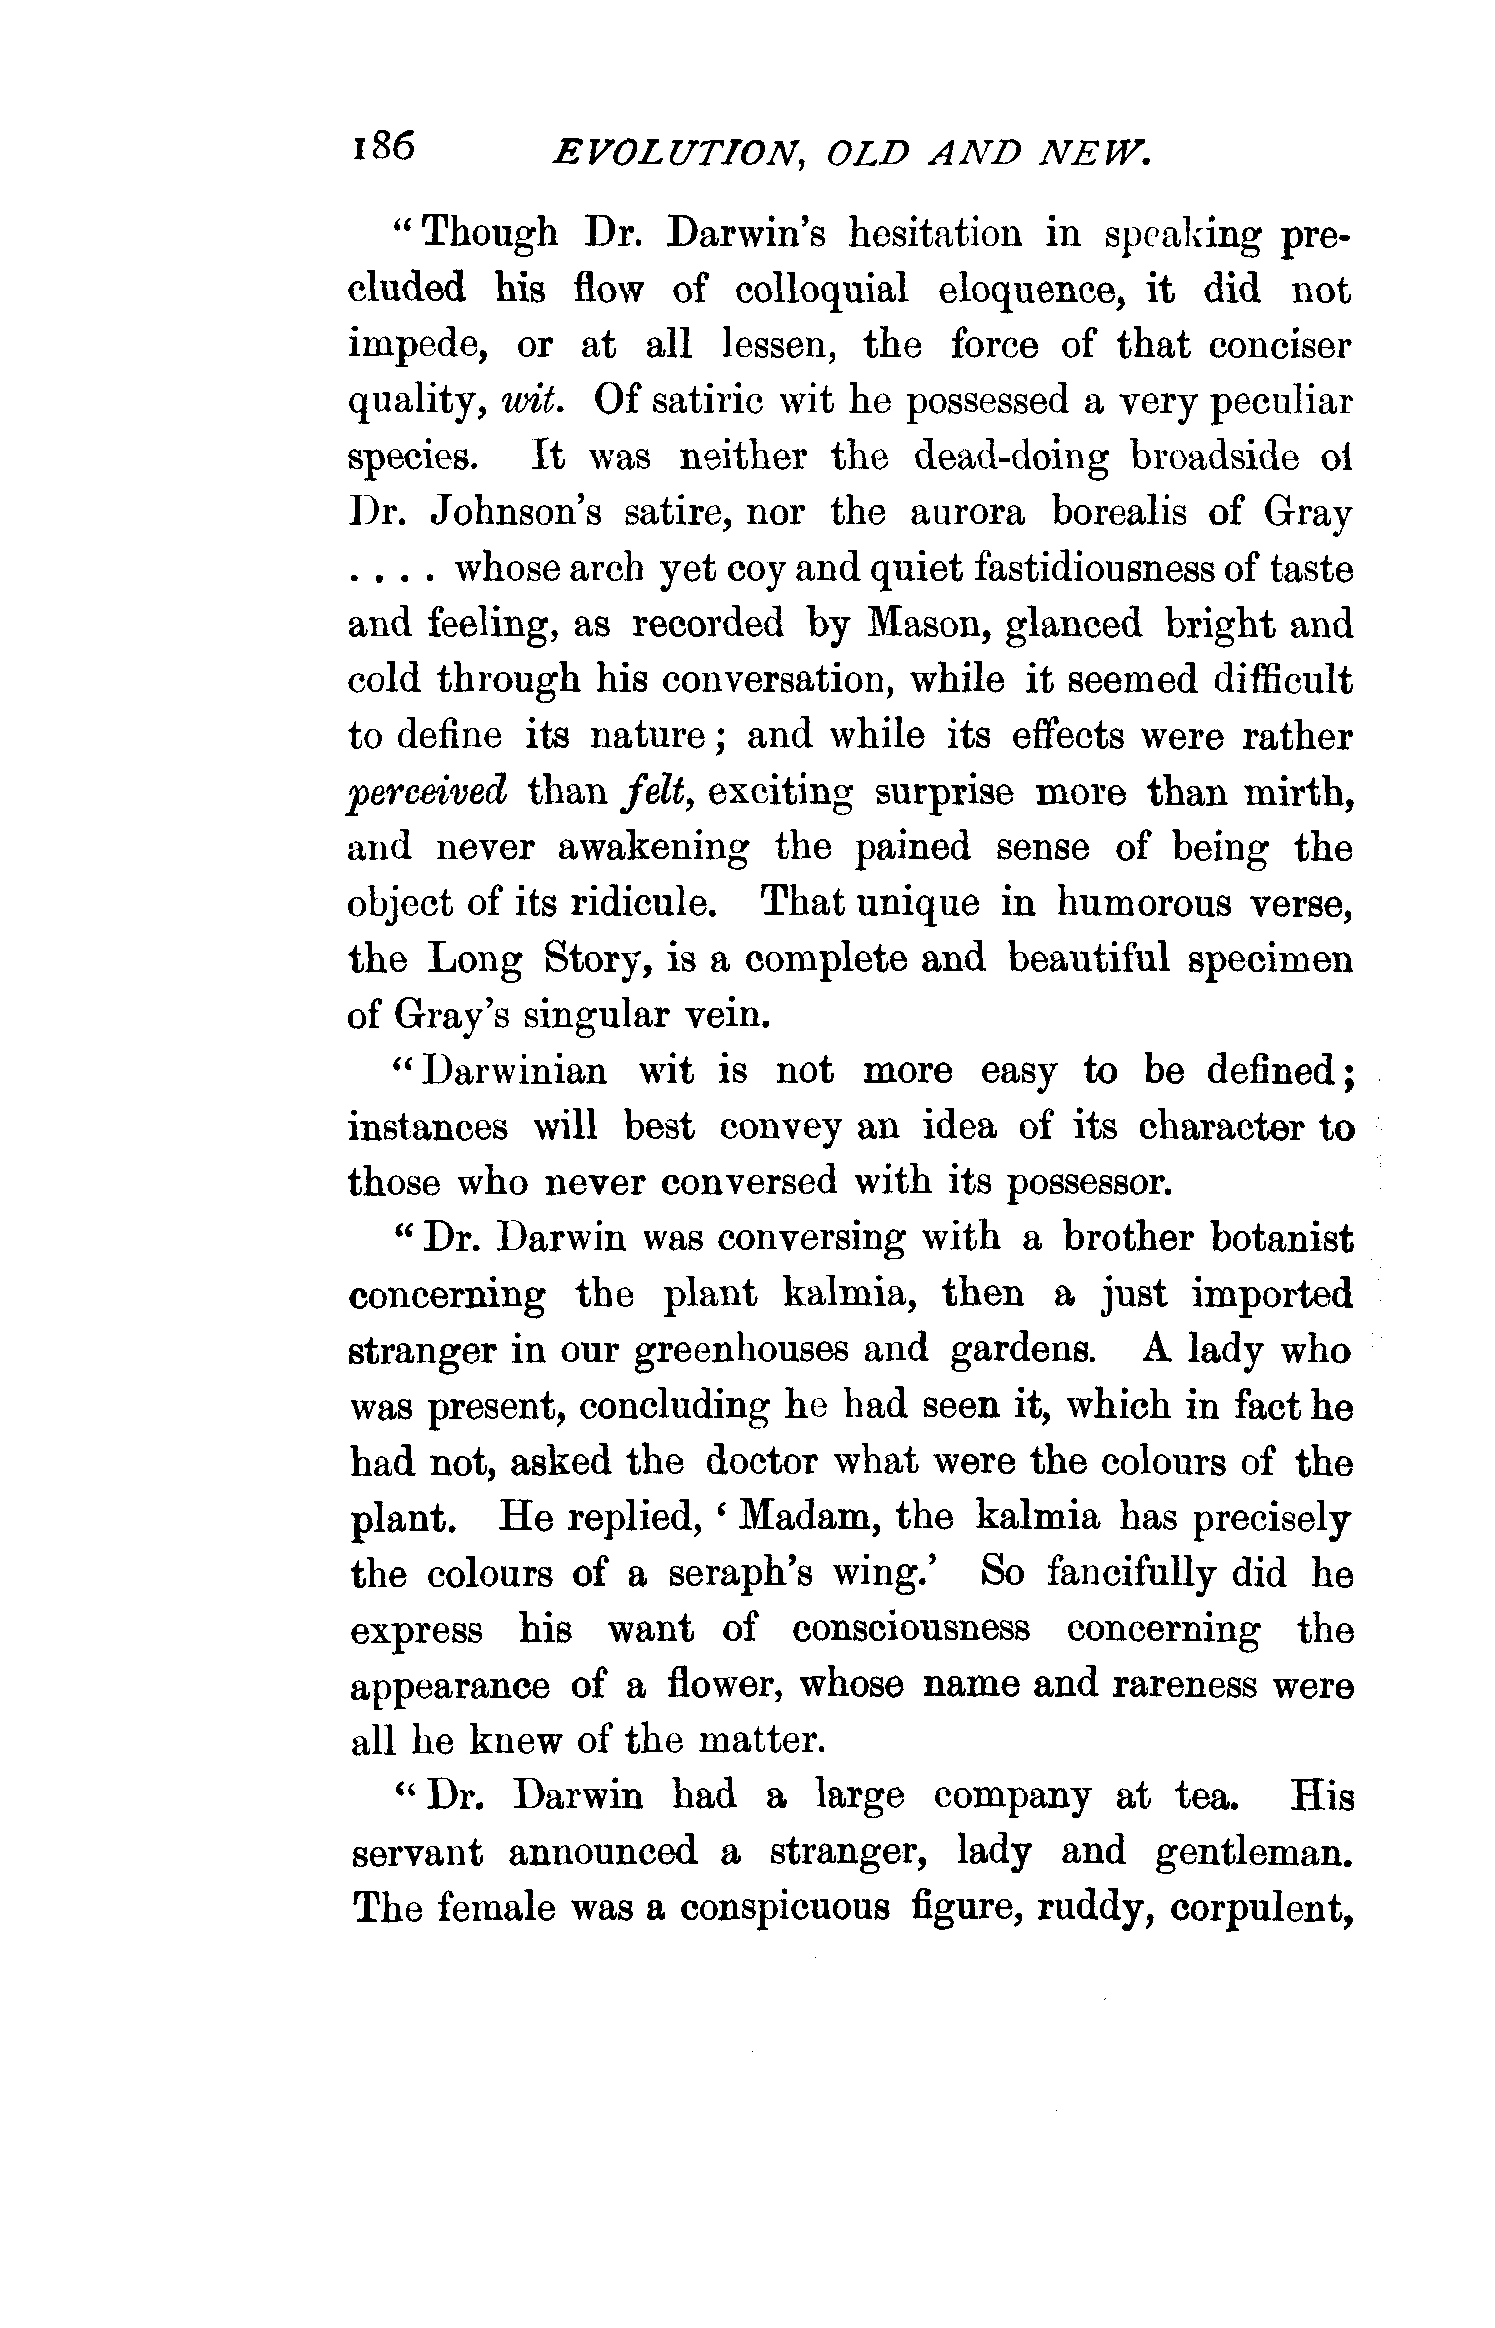 186 EVOLUTION, OLD AND NEW.
“Though Dr. Darwin's hesitation in speaking pre-
cluded his flow of colloquial eloquence, it did not
impede, or at all lessen, the force of that conciser
quality, wit. Of satiric wit he possessed a very peculiar
species. It was neither the dead-doing broadside of
Dr. Johnson's satire, nor the aurora borealis of Gray
.... whose arch yet coy and quiet fastidiousness of taste
and feeling, as recorded by Mason, glanced bright and
cold through his conversation, while it seemed difficult
to define its nature; and while its effects were rather
perceived than felt, exciting surprise more than mirth,
and never awakening the pained sense of being the
object of its ridicule. That unique in humorous verse,
the Long Story, is a complete and beautiful specimen
of Gray's singular vein.
“Darwinian wit is not more easy to be defined;
instances will best convey an idea of its character to
those who never conversed with its possessor.
“Dr. Darwin was conversing with a brother botanist
concerning the plant kalmia, then a just imported
stranger in our greenhouses and gardens. A lady who
was present, concluding he had seen it, which in fact he
had not, asked the doctor what were the colours of the
plant. He replied, ‘Madam, the kalmia has precisely
the colours of a seraph's wing.’ So fancifully did he
express his want of consciousness concerning the
appearance of a flower, whose name and rareness were
all he knew of the matter.
“Dr. Darwin had a large company at tea. His
servant announced a stranger, lady and gentleman.
The female was a conspicuous figure, ruddy, corpulent,